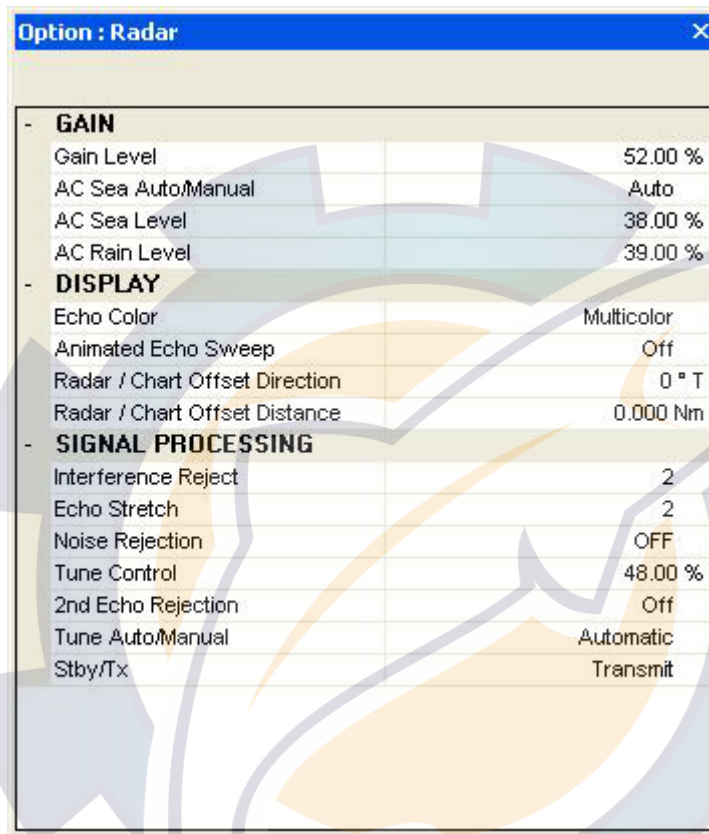 Option : Radar ×
- GAIN
Gain Level 52.00 %
AC Sea Auto/Manual Auto
AC Sea Level 38.00 %
AC Rain Level 39.00 %
- DISPLAY
Echo Color Multicolor
Animated Echo Sweep Off
Radar / Chart Offset Direction 0 ° T
Radar / Chart Offset Distance 0.000 Nm
- SIGNAL PROCESSING
Interference Reject 2
Echo Stretch 2
Noise Rejection OFF
Tune Control 48.00 %
2nd Echo Rejection Off
Tune Auto/Manual Automatic
Stby/Tx Transmit